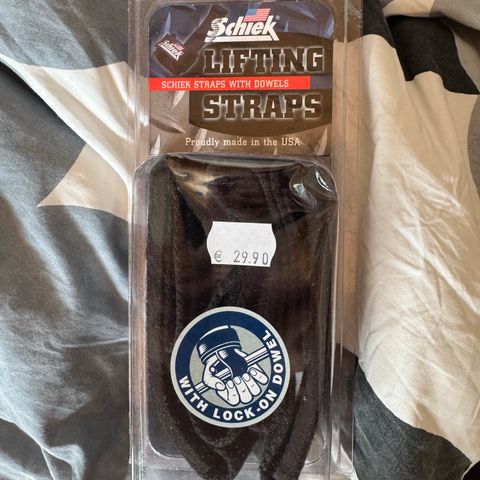 Schiek
LIFTING
SCHIEK STRAPS WITH DOWELS
STRAPS
Proudly made in the USA
€ 29.90
WITH LOCK-ON DOWEL